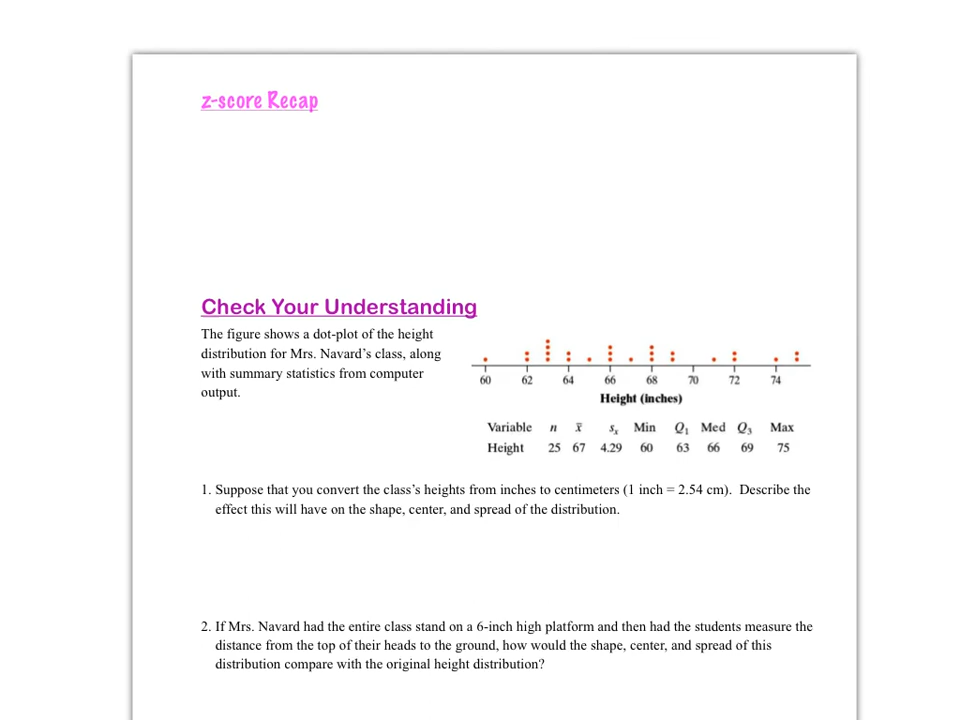 z-score Recap
Check Your Understanding
The figure shows a dot-plot of the height
distribution for Mrs. Navard's class, along
with summary statistics from computer
output.
60 62 64 66 68 70 72 74
Height (inches)
Variable n x̄ sₓ Min Q₁ Med Q₃ Max
Height 25 67 4.29 60 63 66 69 75
1. Suppose that you convert the class's heights from inches to centimeters (1 inch = 2.54 cm). Describe the
effect this will have on the shape, center, and spread of the distribution.
2. If Mrs. Navard had the entire class stand on a 6-inch high platform and then had the students measure the
distance from the top of their heads to the ground, how would the shape, center, and spread of this
distribution compare with the original height distribution?